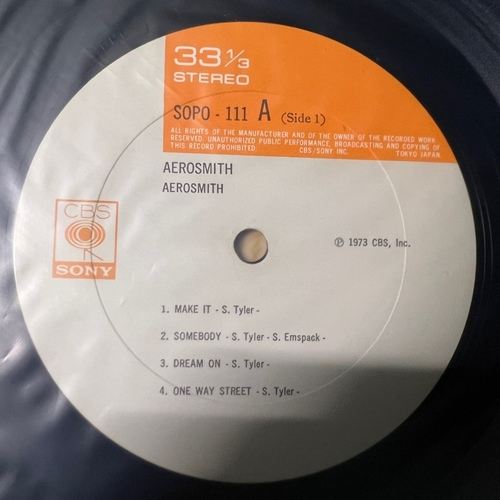 33 1/3
STEREO
SOPO - 111 A (Side 1)
ALL RIGHTS OF THE MANUFACTURER AND OF THE OWNER OF THE RECORDED WORK
RESERVED. UNAUTHORIZED PUBLIC PERFORMANCE, BROADCASTING AND COPYING OF
THIS RECORD PROHIBITED. CBS/SONY INC. TOKYO JAPAN.
AEROSMITH
AEROSMITH
CBS
SONY
℗ 1973 CBS, Inc.
1. MAKE IT - S. Tyler -
2. SOMEBODY - S. Tyler - S. Emspack -
3. DREAM ON - S. Tyler -
4. ONE WAY STREET - S. Tyler -